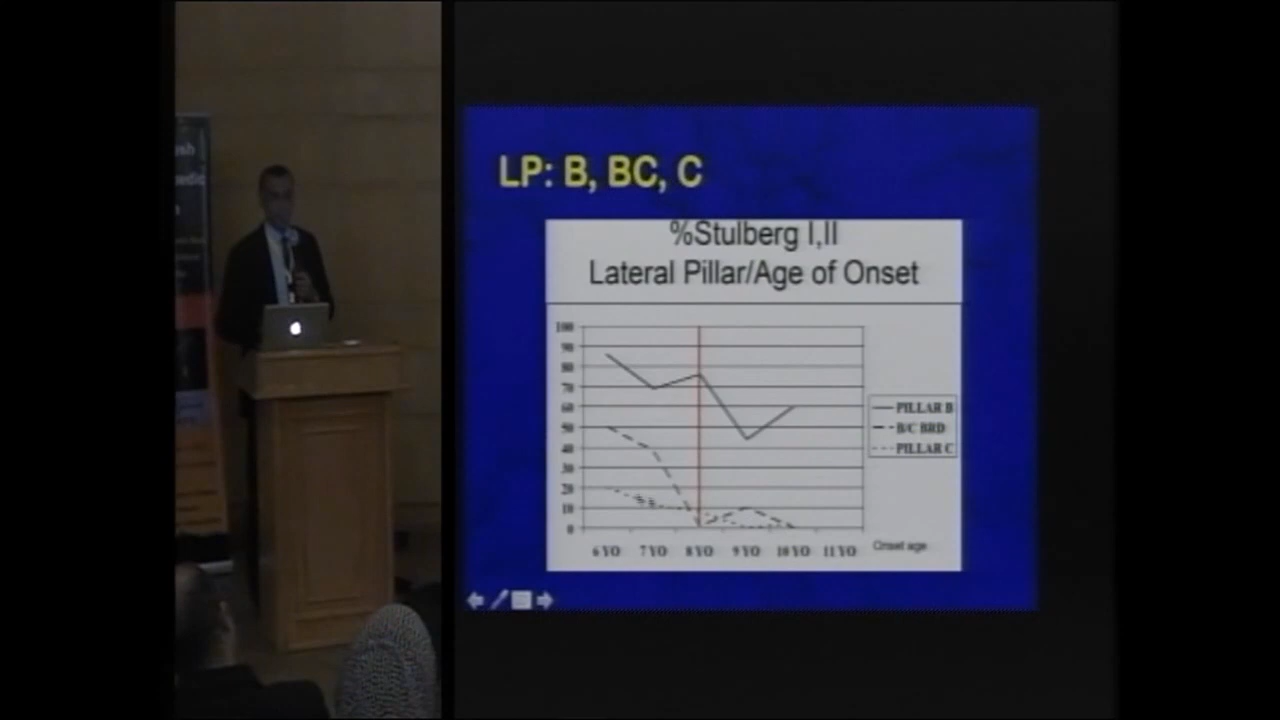 LP: B, BC, C
%Stulberg I,II
Lateral Pillar/Age of Onset
100
90
80
70
60
50
40
30
20
10
0
6 YO 7 YO 8 YO 9 YO 10 YO 11 YO
Onset age
PILLAR B
B/C BRD
PILLAR C